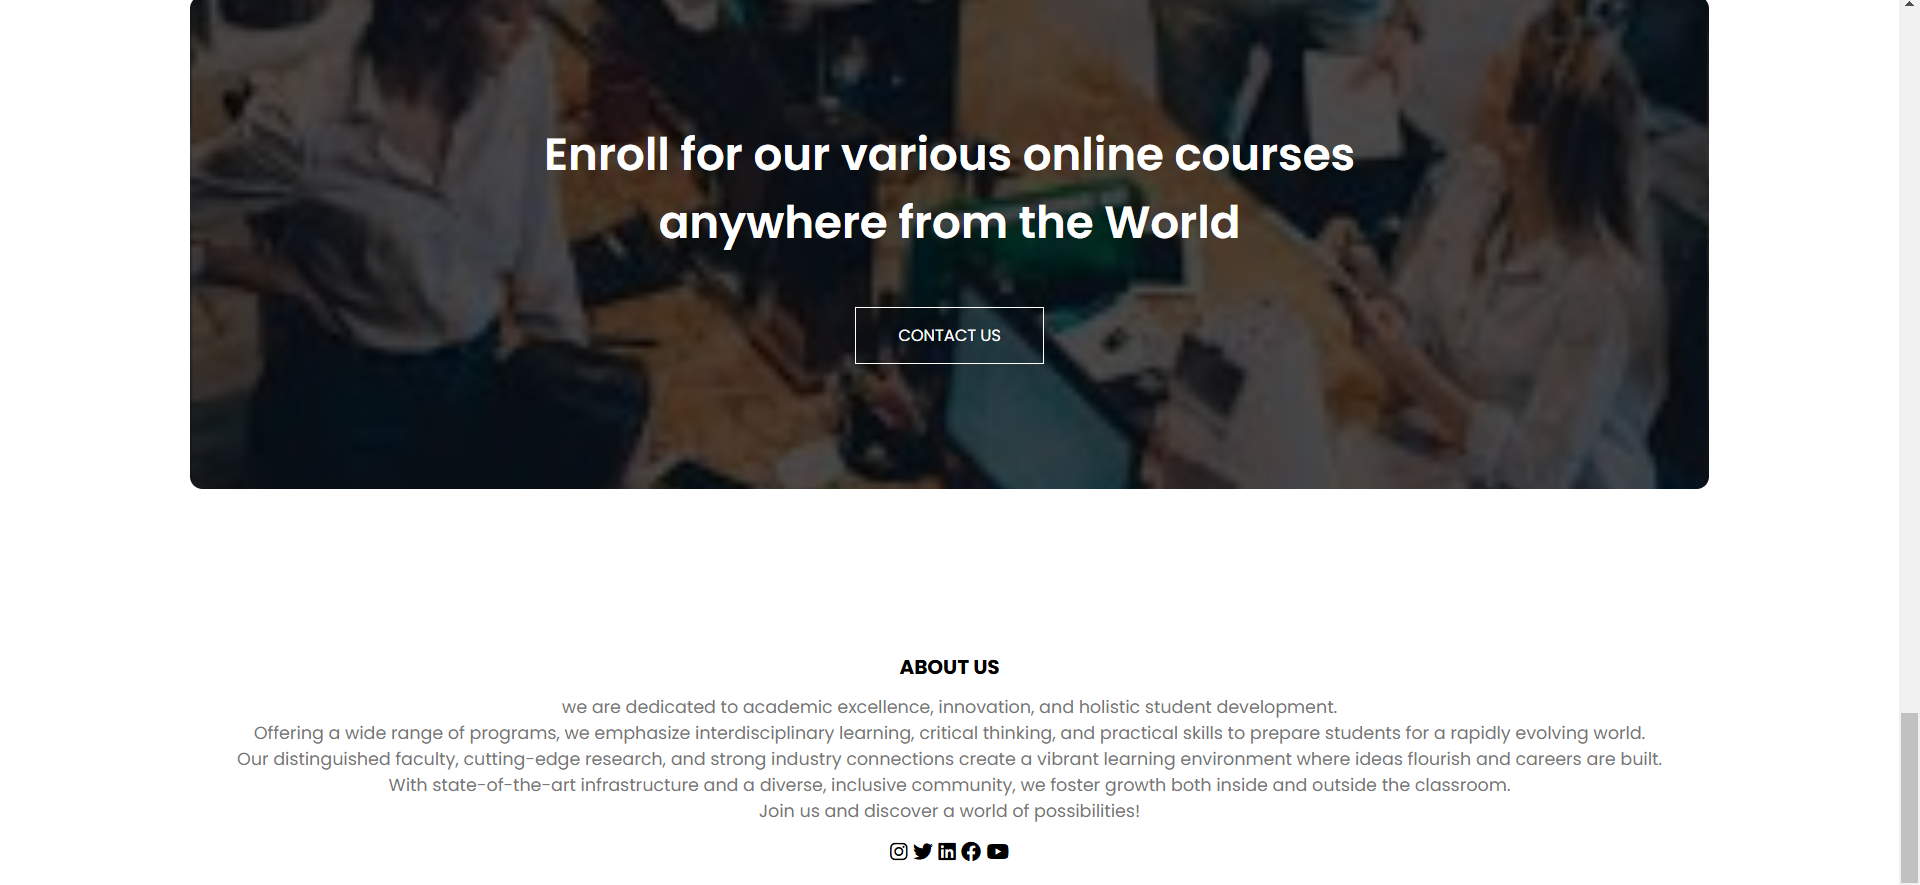 Enroll for our various online courses
anywhere from the World
CONTACT US
ABOUT US
we are dedicated to academic excellence, innovation, and holistic student development.
Offering a wide range of programs, we emphasize interdisciplinary learning, critical thinking, and practical skills to prepare students for a rapidly evolving world.
Our distinguished faculty, cutting-edge research, and strong industry connections create a vibrant learning environment where ideas flourish and careers are built.
With state-of-the-art infrastructure and a diverse, inclusive community, we foster growth both inside and outside the classroom.
Join us and discover a world of possibilities!